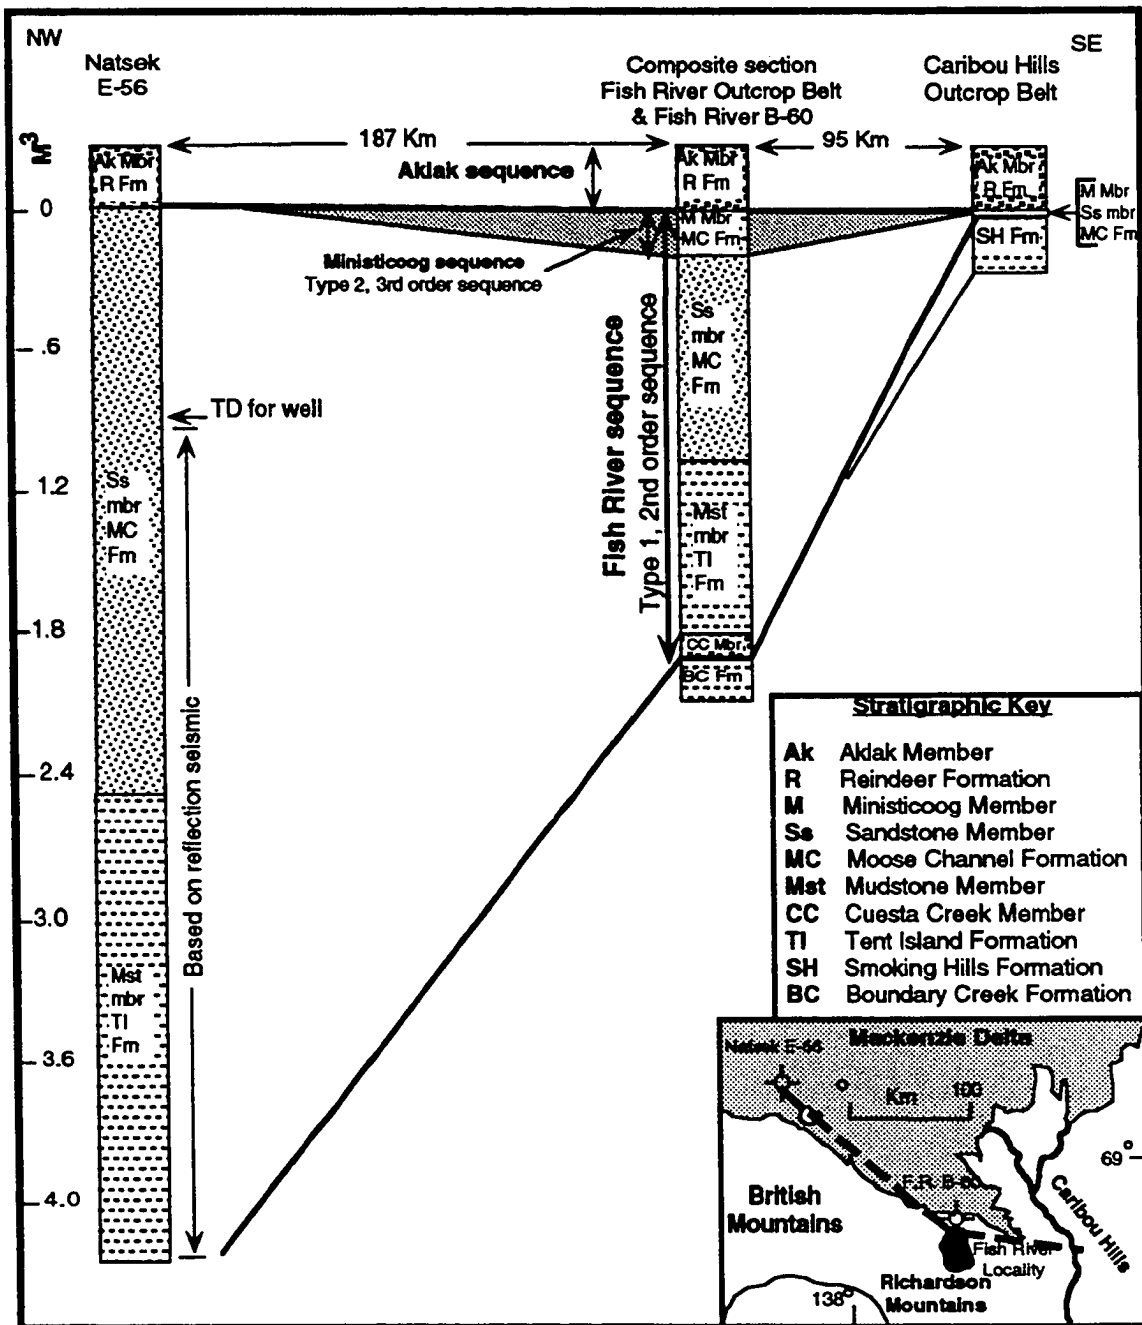 NW
SE
Natsek
E-56
Composite section
Fish River Outcrop Belt
& Fish River B-60
Caribou Hills
Outcrop Belt
187 Km
95 Km
M³
Ak Mbr
R Fm
Aklak sequence
Ak Mbr
R Fm
Ak Mbr
R Fm
M Mbr
Ss mbr
MC Fm
0
M Mbr
MC Fm
SH Fm
Ministicoog sequence
Type 2, 3rd order sequence
Fish River sequence
Type 1, 2nd order sequence
Ss
mbr
MC
Fm
.6
TD for well
1.2
Ss
mbr
MC
Fm
Mst
mbr
TI
Fm
1.8
CC Mbr
BC Fm
2.4
Based on reflection seismic
3.0
Mst
mbr
TI
Fm
3.6
4.0
Stratigraphic Key
Ak Aklak Member
R Reindeer Formation
M Ministicoog Member
Ss Sandstone Member
MC Moose Channel Formation
Mst Mudstone Member
CC Cuesta Creek Member
TI Tent Island Formation
SH Smoking Hills Formation
BC Boundary Creek Formation
Natsek E-56
Mackenzie Delta
Km 100
69°
F.R. B-60
British
Mountains
Caribou Hills
Fish River
Locality
Richardson
Mountains
138°